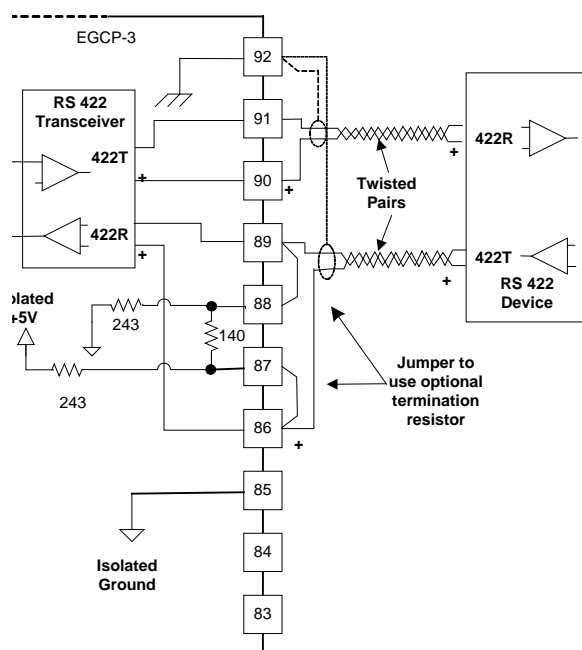 EGCP-3
92
RS 422
Transceiver
91
422T
422R
+
90
+
+
Twisted
Pairs
422R
89
+
422T
+
RS 422
Device
88
243
+5V
140
87
243
Jumper to
use optional
termination
resistor
86
+
85
Isolated
Ground
84
83